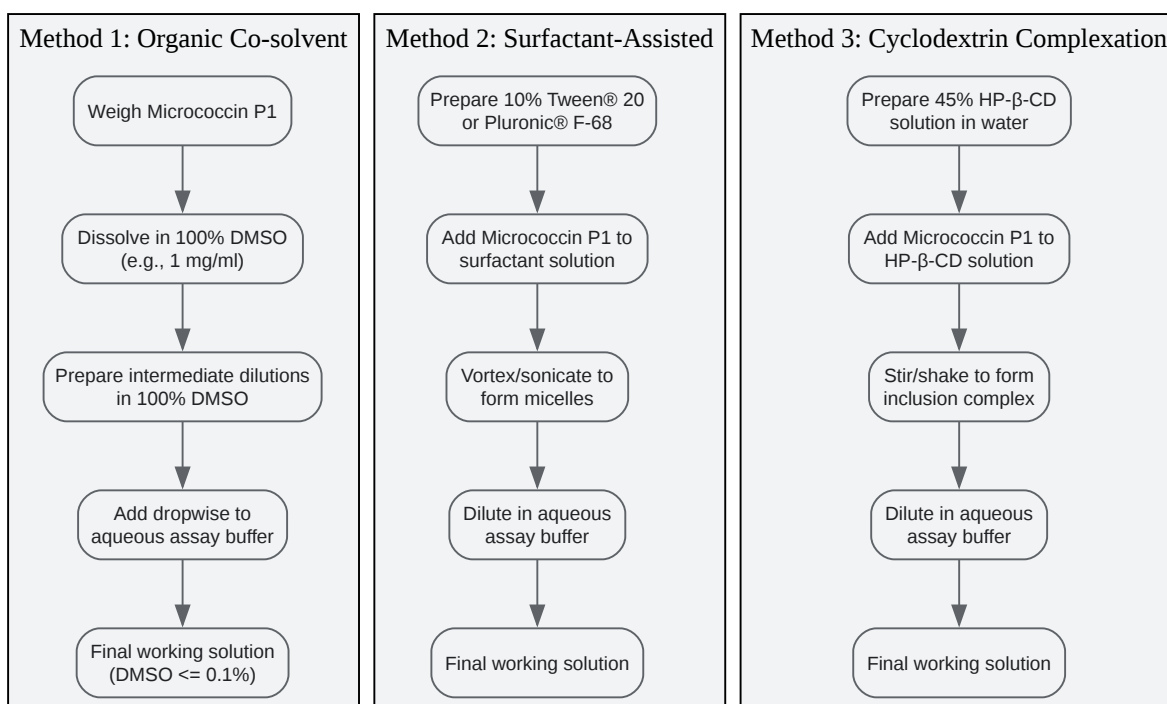 Method 1: Organic Co-solvent
Weigh Micrococcin P1
Dissolve in 100% DMSO
(e.g., 1 mg/ml)
Prepare intermediate dilutions
in 100% DMSO
Add dropwise to
aqueous assay buffer
Final working solution
(DMSO <= 0.1%)
Method 2: Surfactant-Assisted
Prepare 10% Tween® 20
or Pluronic® F-68
Add Micrococcin P1 to
surfactant solution
Vortex/sonicate to
form micelles
Dilute in aqueous
assay buffer
Final working solution
Method 3: Cyclodextrin Complexation
Prepare 45% HP-β-CD
solution in water
Add Micrococcin P1 to
HP-β-CD solution
Stir/shake to form
inclusion complex
Dilute in aqueous
assay buffer
Final working solution